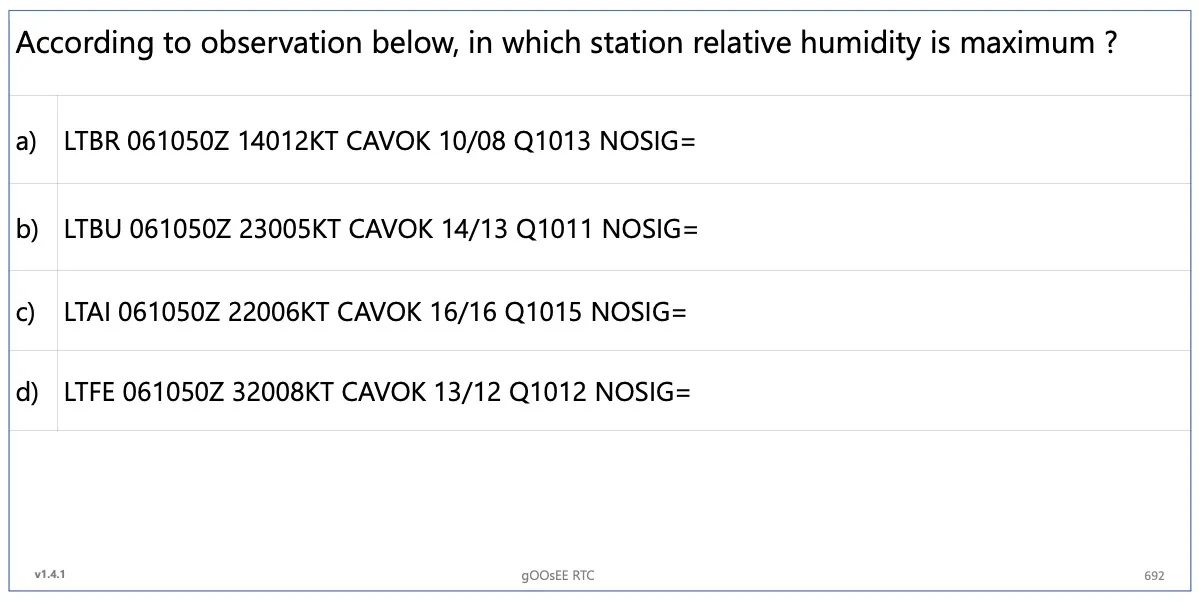 According to observation below, in which station relative humidity is maximum ?
a) LTBR 061050Z 14012KT CAVOK 10/08 Q1013 NOSIG=
b) LTBU 061050Z 23005KT CAVOK 14/13 Q1011 NOSIG=
c) LTAI 061050Z 22006KT CAVOK 16/16 Q1015 NOSIG=
d) LTFE 061050Z 32008KT CAVOK 13/12 Q1012 NOSIG=
v1.4.1 gOOsEE RTC 692